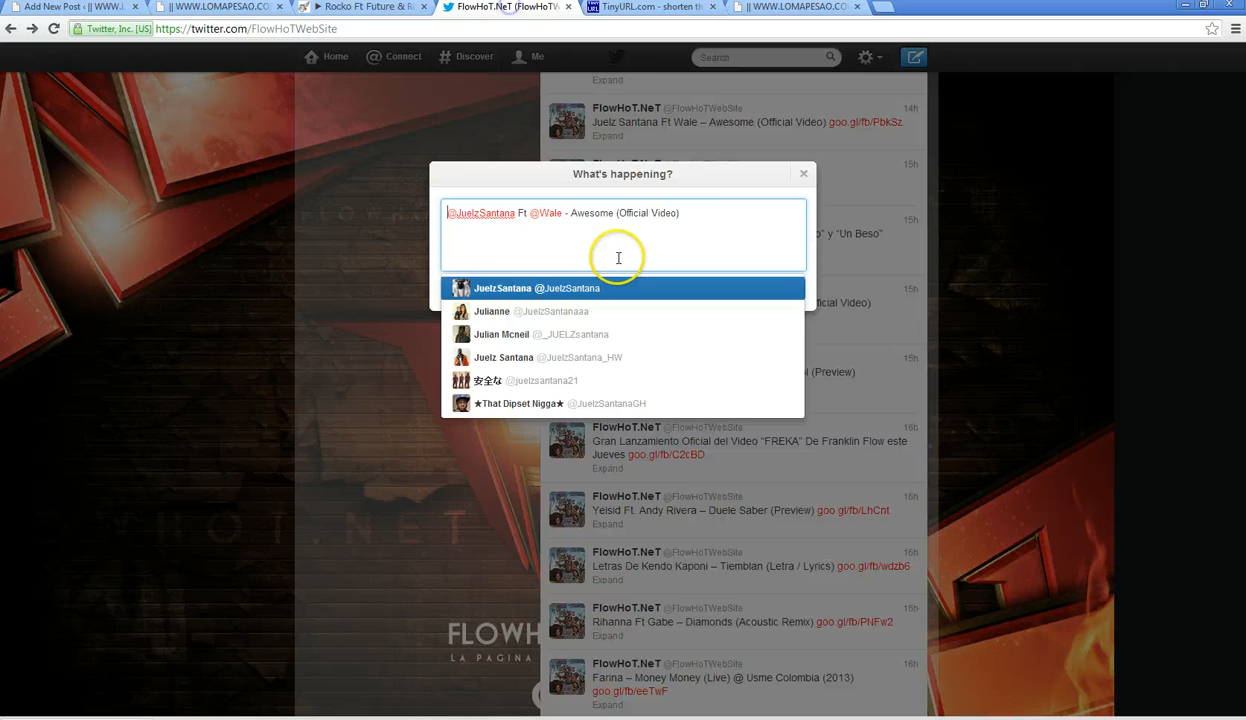 Add New Post ‹ || WWW.L
|| WWW.LOMAPESAO.COM
► Rocko Ft Future & Ri
FlowHoT.NeT (FlowHoTW
TinyURL.com - shorten th
|| WWW.LOMAPESAO.COM
Twitter, Inc. [US] https://twitter.com/FlowHoTWebSite
Home
@ Connect
# Discover
Me
Search
Expand
FlowHoT.NeT @FlowHoTWebSite 14h
Juelz Santana Ft Wale – Awesome (Official Video) goo.gl/fb/PbkSz
Expand
15h
What's happening?
@JuelzSantana Ft @Wale - Awesome (Official Video)
15h
o” y “Un Beso”
JuelzSantana @JuelzSantana
Julianne @JuelzSantanaaa
15h
ficial Video)
Julian Mcneil @_JUELZsantana
Juelz Santana @JuelzSantana_HW
15h
ol (Preview)
安全な @juelzsantana21
★That Dipset Nigga★ @JuelzSantanaGH
FlowHoT.NeT @FlowHoTWebSite 16h
Gran Lanzamiento Oficial del Video “FREKA” De Franklin Flow este
Jueves goo.gl/fb/C2cBD
Expand
FlowHoT.NeT @FlowHoTWebSite 16h
Yelsid Ft. Andy Rivera – Duele Saber (Preview) goo.gl/fb/LhCnt
Expand
FlowHoT.NeT @FlowHoTWebSite 16h
Letras De Kendo Kaponi – Tiemblan (Letra / Lyrics) goo.gl/fb/wdzb6
Expand
FlowHoT.NeT @FlowHoTWebSite 16h
Rihanna Ft Gabe – Diamonds (Acoustic Remix) goo.gl/fb/PNFw2
Expand
FlowHoT.NeT @FlowHoTWebSite 16h
Farina – Money Money (Live) @ Usme Colombia (2013)
goo.gl/fb/eeTwF
Expand
FLOWH
LA PAGINA